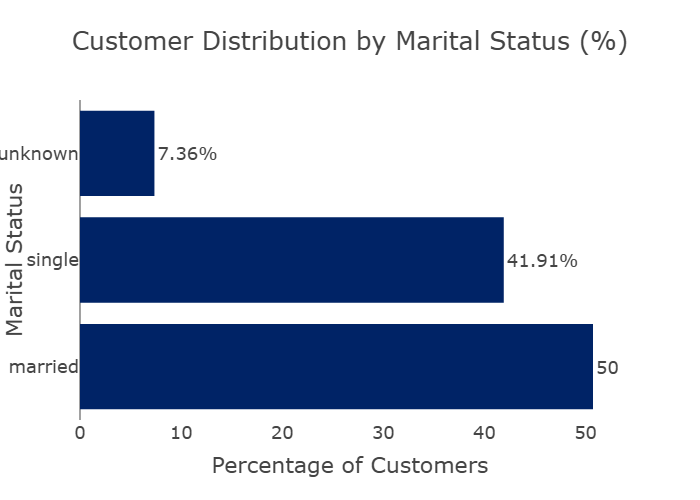 Customer Distribution by Marital Status (%)
unknown
7.36%
single
41.91%
married
50
0 10 20 30 40 50
Percentage of Customers
Marital Status